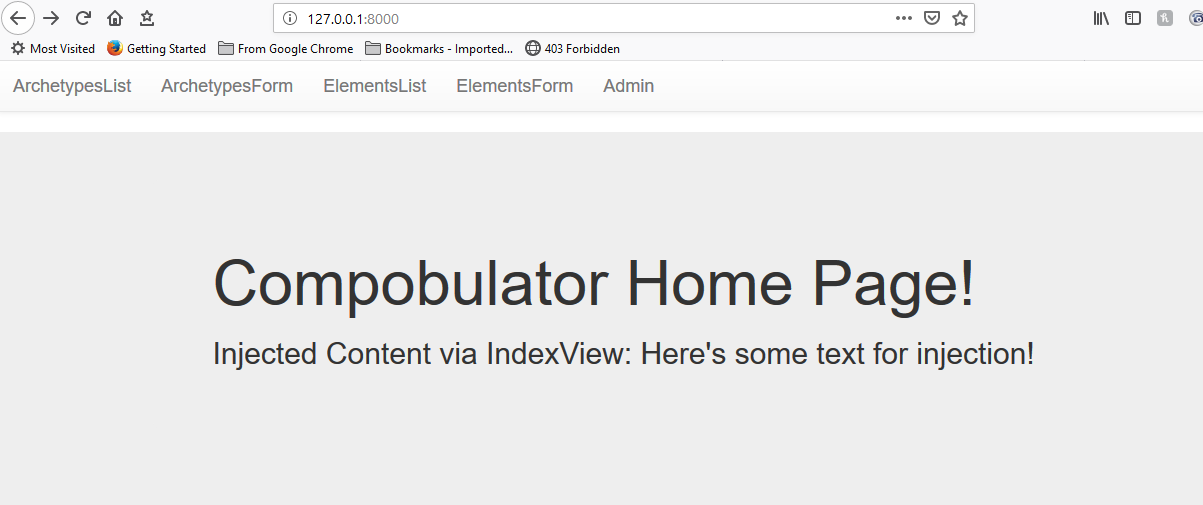 127.0.0.1:8000
Most Visited Getting Started From Google Chrome Bookmarks - Imported... 403 Forbidden
ArchetypesList ArchetypesForm ElementsList ElementsForm Admin
Compobulator Home Page!
Injected Content via IndexView: Here's some text for injection!